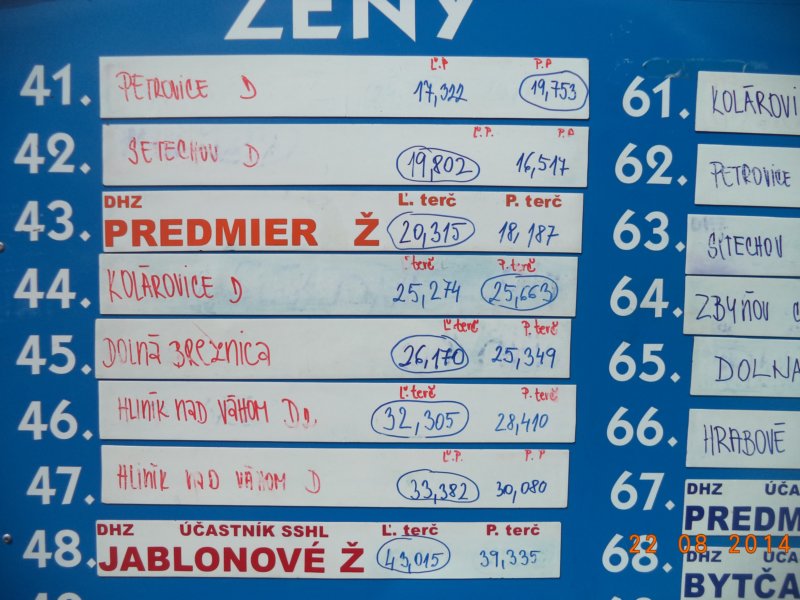 ŽENY
41. PETROVICE D Ľ.P 17,322 P.P 19,753
42. SETECHOV D Ľ.P. 19,802 P.P 16,517
43. DHZ PREDMIER Ž Ľ. terč 20,315 P. terč 18,187
44. KOLÁROVICE D Ľ.terč 25,274 P.terč 25,663
45. DOLNÁ BREZNICA Ľ.terč 26,170 P.terč 25,349
46. HLINÍK NAD VÁHOM Ľ.terč 32,305 P.terč 28,410
47. HLINÍK NAD VÁHOM D Ľ.P. 33,382 P.P 30,080
48. DHZ ÚČASTNÍK SSHL JABLONOVÉ Ž Ľ. terč 43,015 P. terč 39,335
61. KOLÁROVI
62. PETROVICE
63. SITECHOV
64. ZBYŇOV
65. DOLNA
66. HRABOVÉ
67. DHZ ÚČA PREDM
68. DHZ ÚČA BYTČA
22 08 2014